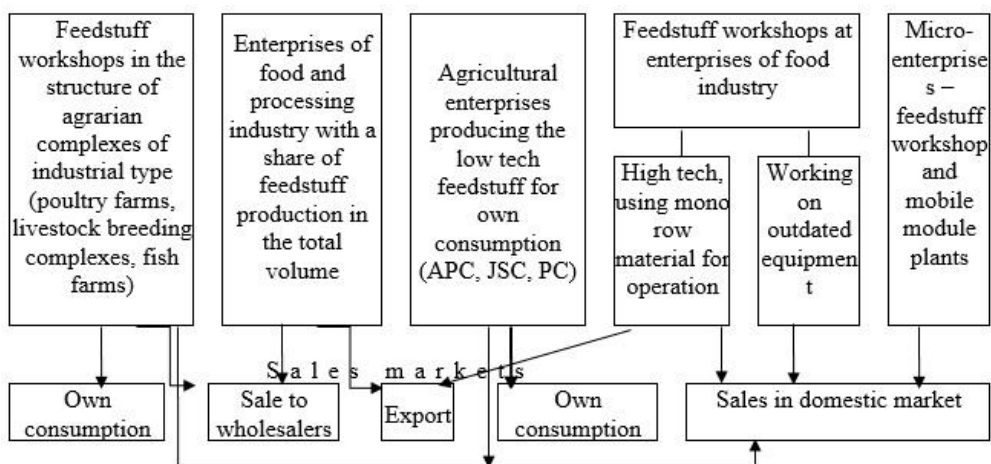 Feedstuff
workshops in the
structure of
agrarian
complexes of
industrial type
(poultry farms,
livestock breeding
complexes, fish
farms)
Enterprises of
food and
processing
industry with a
share of
feedstuff
production in
the total
volume
Agricultural
enterprises
producing the
low tech
feedstuff for
own
consumption
(APC, JSC, PC)
Feedstuff workshops at
enterprises of food
industry
High tech,
using mono
row
material for
operation
Working
on
outdated
equipmen
t
Micro-
enterprise
s –
feedstuff
workshop
and
mobile
module
plants
Sales markets
Own
consumption
Sale to
wholesalers
Export
Own
consumption
Sales in domestic market